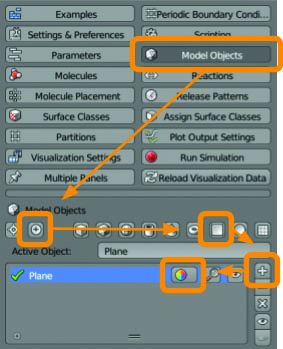 Examples
Periodic Boundary Condi...
Settings & Preferences
Scripting
Parameters
Model Objects
Molecules
Reactions
Molecule Placement
Release Patterns
Surface Classes
Assign Surface Classes
Partitions
Plot Output Settings
Visualization Settings
Run Simulation
Multiple Panels
Reload Visualization Data
Model Objects
Active Object: Plane
Plane